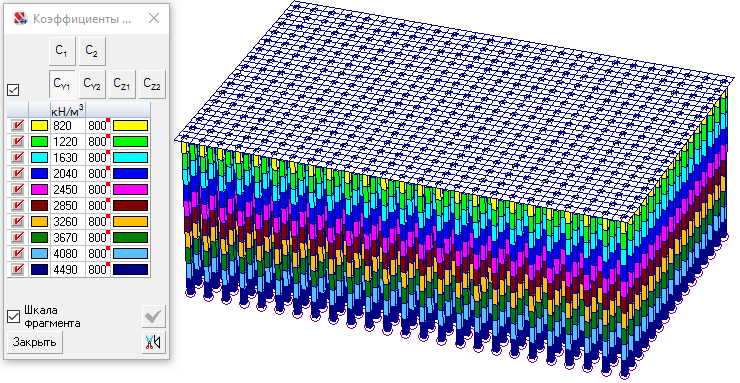 Коэффициенты ...
C1 C2
CY1 CY2 CZ1 CZ2
кН/м³
820 800
1220 800
1630 800
2040 800
2450 800
2850 800
3260 800
3670 800
4080 800
4490 800
Шкала
фрагмента
Закрыть